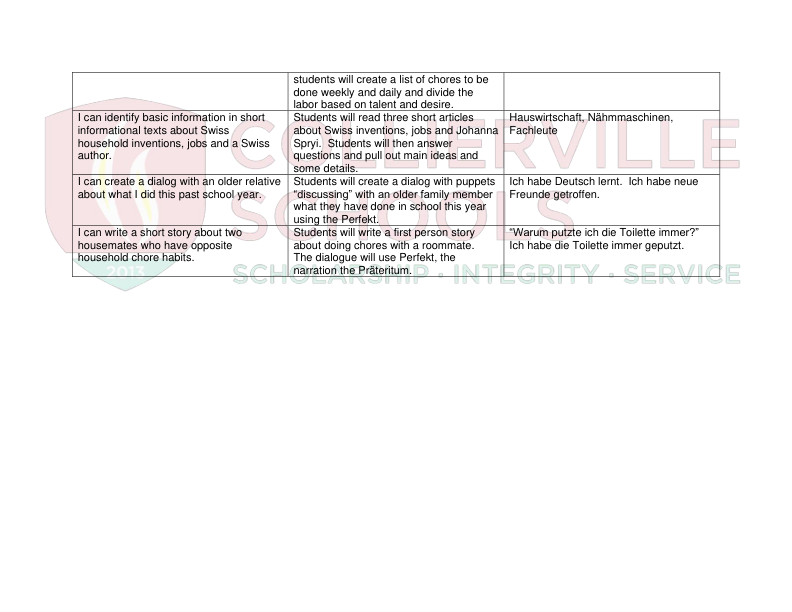 students will create a list of chores to be
done weekly and daily and divide the
labor based on talent and desire.
I can identify basic information in short
informational texts about Swiss
household inventions, jobs and a Swiss
author.
Students will read three short articles
about Swiss inventions, jobs and Johanna
Spryi.  Students will then answer
questions and pull out main ideas and
some details.
Hauswirtschaft, Nähmmaschinen,
Fachleute
I can create a dialog with an older relative
about what I did this past school year.
Students will create a dialog with puppets
“discussing” with an older family member
what they have done in school this year
using the Perfekt.
Ich habe Deutsch lernt.  Ich habe neue
Freunde getroffen.
I can write a short story about two
housemates who have opposite
household chore habits.
Students will write a first person story
about doing chores with a roommate.
The dialogue will use Perfekt, the
narration the Präteritum.
“Warum putzte ich die Toilette immer?”
Ich habe die Toilette immer geputzt.
COLLIERVILLE
SCHOOLS
2013
SCHOLARSHIP · INTEGRITY · SERVICE